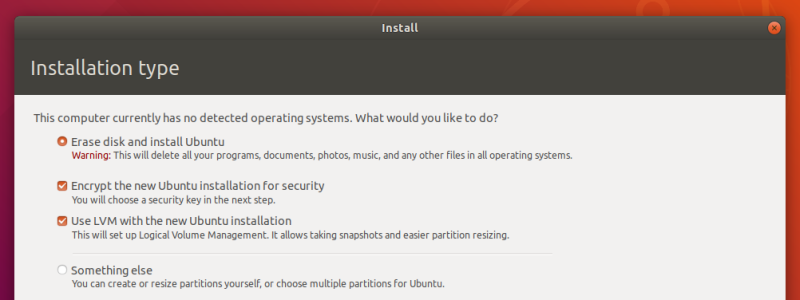 Install
Installation type
This computer currently has no detected operating systems. What would you like to do?
Erase disk and install Ubuntu
Warning: This will delete all your programs, documents, photos, music, and any other files in all operating systems.
Encrypt the new Ubuntu installation for security
You will choose a security key in the next step.
Use LVM with the new Ubuntu installation
This will set up Logical Volume Management. It allows taking snapshots and easier partition resizing.
Something else
You can create or resize partitions yourself, or choose multiple partitions for Ubuntu.